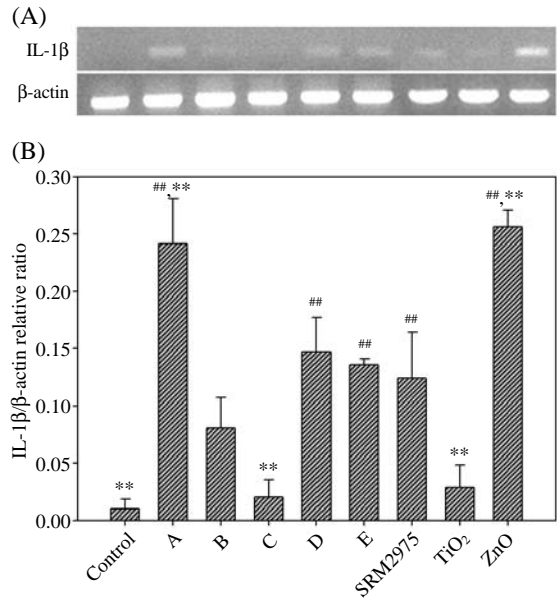 (A)
IL-1β
β-actin
(B)
IL-1β/β-actin relative ratio
0.30
0.25
0.20
0.15
0.10
0.05
0.00
##,**
##
##
##
##,**
**
**
**
Control
A
B
C
D
E
SRM2975
TiO2
ZnO